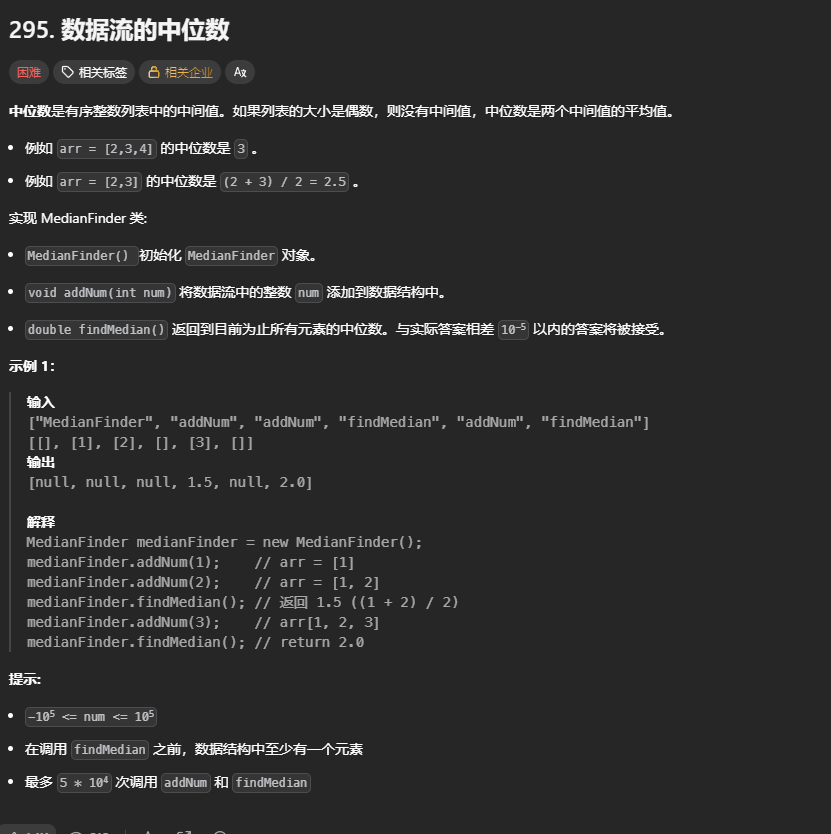 295. 数据流的中位数
困难 相关标签 相关企业 Aχ
中位数是有序整数列表中的中间值。如果列表的大小是偶数，则没有中间值，中位数是两个中间值的平均值。
• 例如 arr = [2,3,4] 的中位数是 3 。
• 例如 arr = [2,3] 的中位数是 (2 + 3) / 2 = 2.5 。
实现 MedianFinder 类:
• MedianFinder() 初始化 MedianFinder 对象。
• void addNum(int num) 将数据流中的整数 num 添加到数据结构中。
• double findMedian() 返回到目前为止所有元素的中位数。与实际答案相差 10⁻⁵ 以内的答案将被接受。
示例 1：
输入
["MedianFinder", "addNum", "addNum", "findMedian", "addNum", "findMedian"]
[[], [1], [2], [], [3], []]
输出
[null, null, null, 1.5, null, 2.0]
解释
MedianFinder medianFinder = new MedianFinder();
medianFinder.addNum(1);    // arr = [1]
medianFinder.addNum(2);    // arr = [1, 2]
medianFinder.findMedian(); // 返回 1.5 ((1 + 2) / 2)
medianFinder.addNum(3);    // arr[1, 2, 3]
medianFinder.findMedian(); // return 2.0
提示:
• -10⁵ <= num <= 10⁵
• 在调用 findMedian 之前，数据结构中至少有一个元素
• 最多 5 * 10⁴ 次调用 addNum 和 findMedian